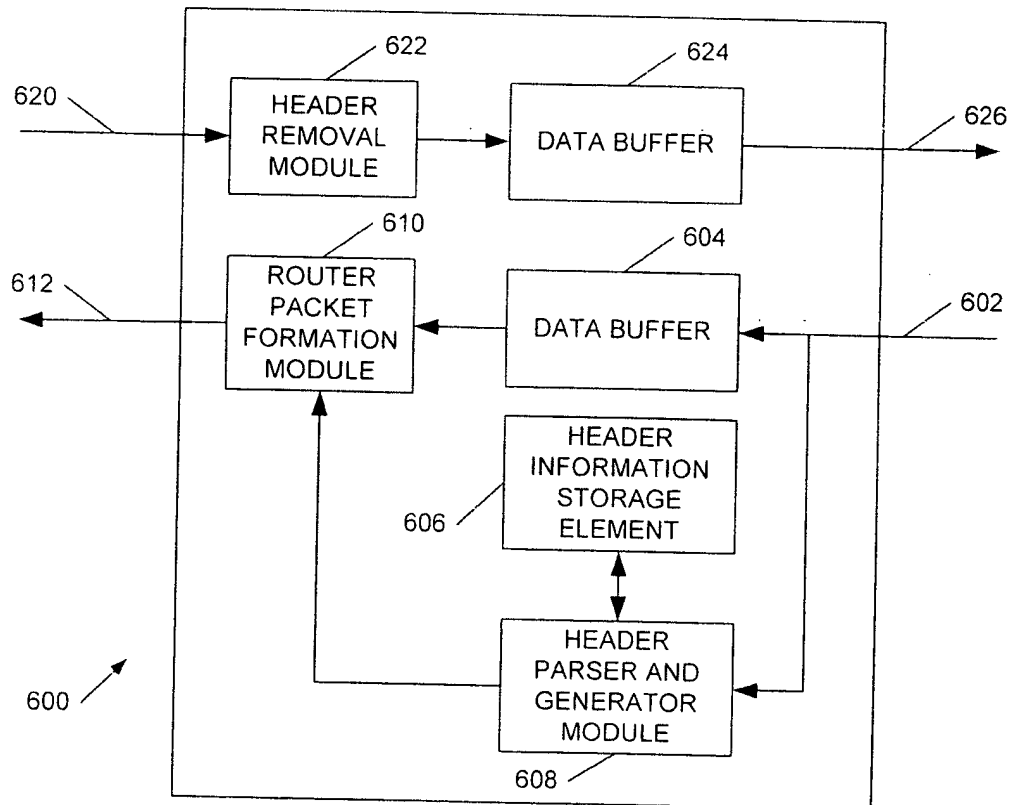 622
624
620
HEADER
REMOVAL
MODULE
DATA BUFFER
626
610
604
612
ROUTER
PACKET
FORMATION
MODULE
DATA BUFFER
602
HEADER
INFORMATION
STORAGE
ELEMENT
606
HEADER
PARSER AND
GENERATOR
MODULE
600
608